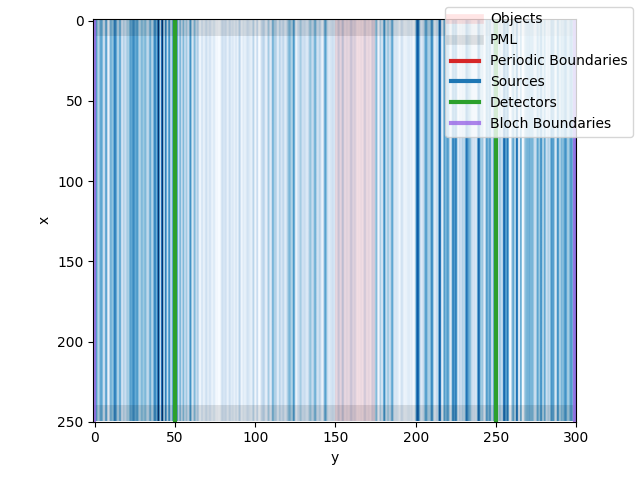 Objects
PML
Periodic Boundaries
Sources
Detectors
Bloch Boundaries
0
50
100
150
200
250
x
0 50 100 150 200 250 300
y